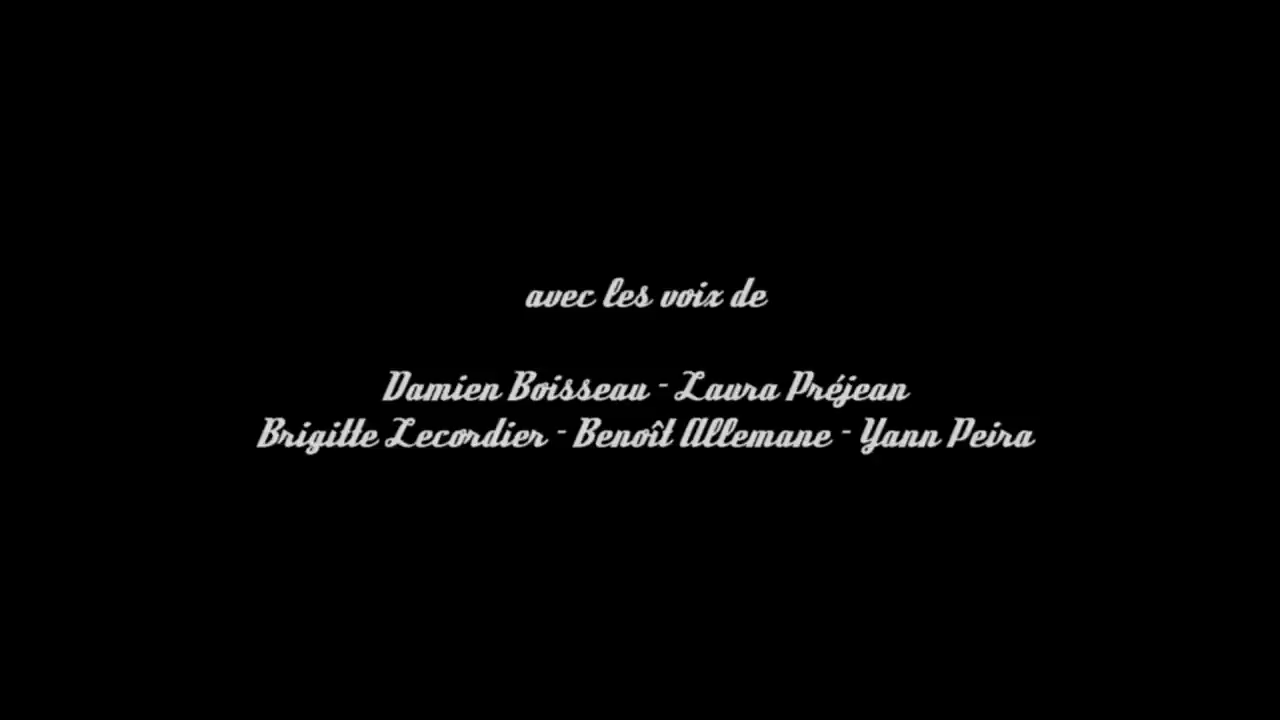 avec les voix de
Damien Boisseau - Laura Préjean
Brigitte Lecordier - Benoît Allemane - Yann Peira